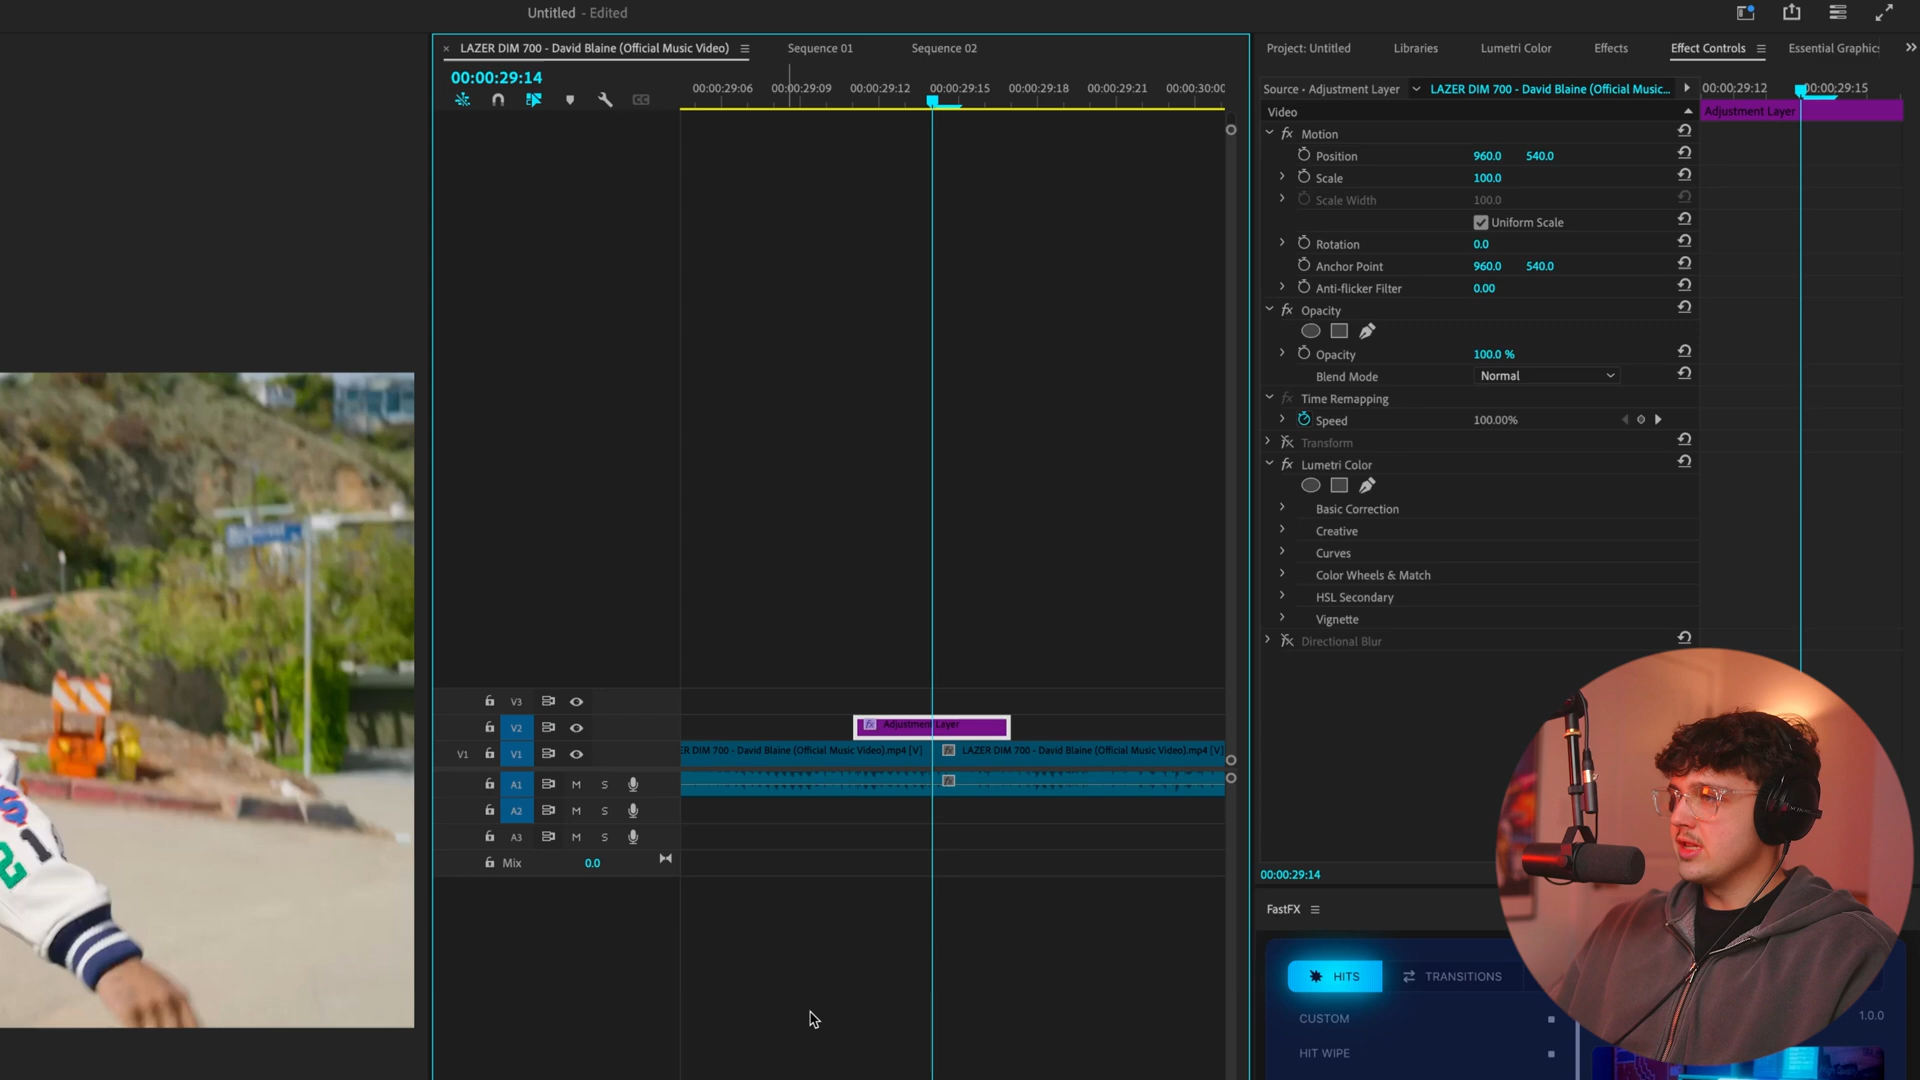 Untitled - Edited
LAZER DIM 700 - David Blaine (Official Music Video)
Sequence 01
Sequence 02
00:00:29:14
00:00:29:06
00:00:29:09
00:00:29:12
00:00:29:15
00:00:29:18
00:00:29:21
00:00:30:00
Project: Untitled
Libraries
Lumetri Color
Effects
Effect Controls
Essential Graphics
Source • Adjustment Layer
LAZER DIM 700 - David Blaine (Official Music...
00:00:29:12
00:00:29:15
Video
Adjustment Layer
fx Motion
Position 960.0 540.0
Scale 100.0
Scale Width 100.0
Uniform Scale
Rotation 0.0
Anchor Point 960.0 540.0
Anti-flicker Filter 0.00
fx Opacity
Opacity 100.0 %
Blend Mode Normal
fx Time Remapping
Speed 100.00%
fx Transform
fx Lumetri Color
Basic Correction
Creative
Curves
Color Wheels & Match
HSL Secondary
Vignette
fx Directional Blur
V3
V2
fx Adjustment Layer
V1 V1
ER DIM 700 - David Blaine (Official Music Video).mp4 [V]
fx LAZER DIM 700 - David Blaine (Official Music Video).mp4 [V]
A1 M S
fx
A2 M S
A3 M S
Mix 0.0
00:00:29:14
FastFX
HITS
TRANSITIONS
CUSTOM
1.0.0
HIT WIPE
$
21